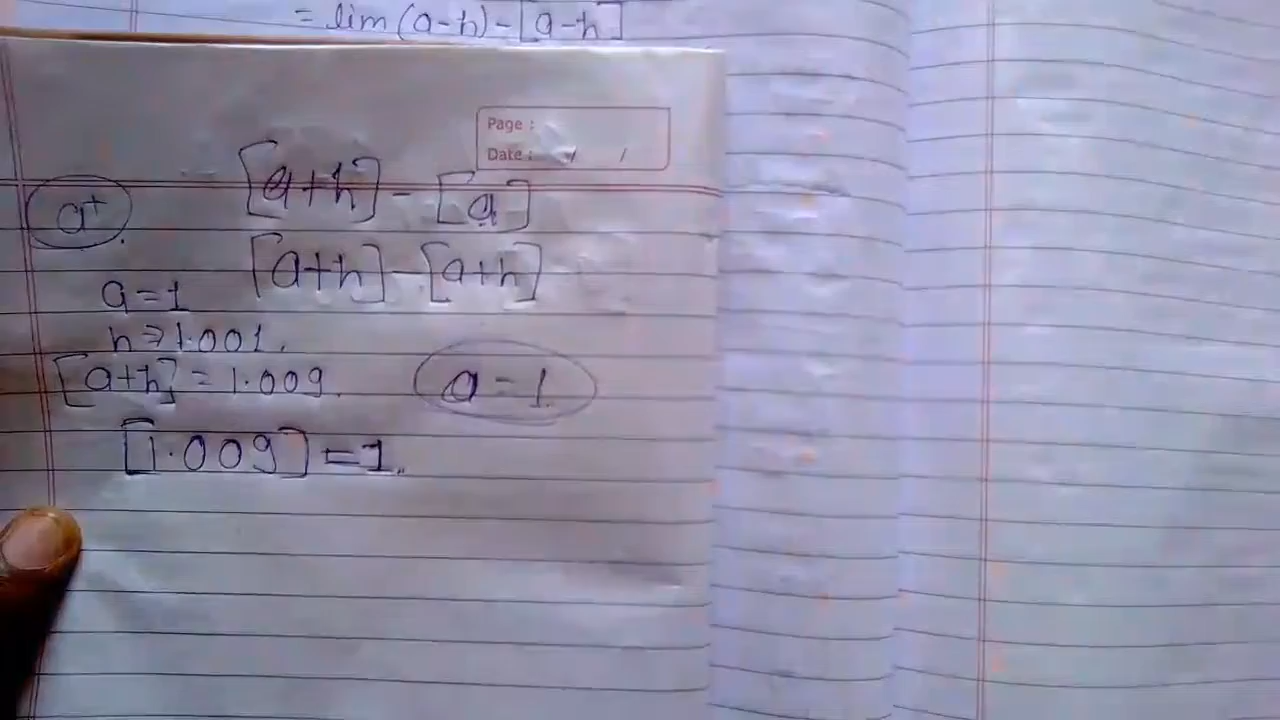 = lim (a-h) - [a-h]
Page :
Date : / /
[a+h] - [a]
a+
[a+h] - [a+h]
a=1
h => 1.001.
[a+h] = 1.009.
a = 1
[1.009] = 1.